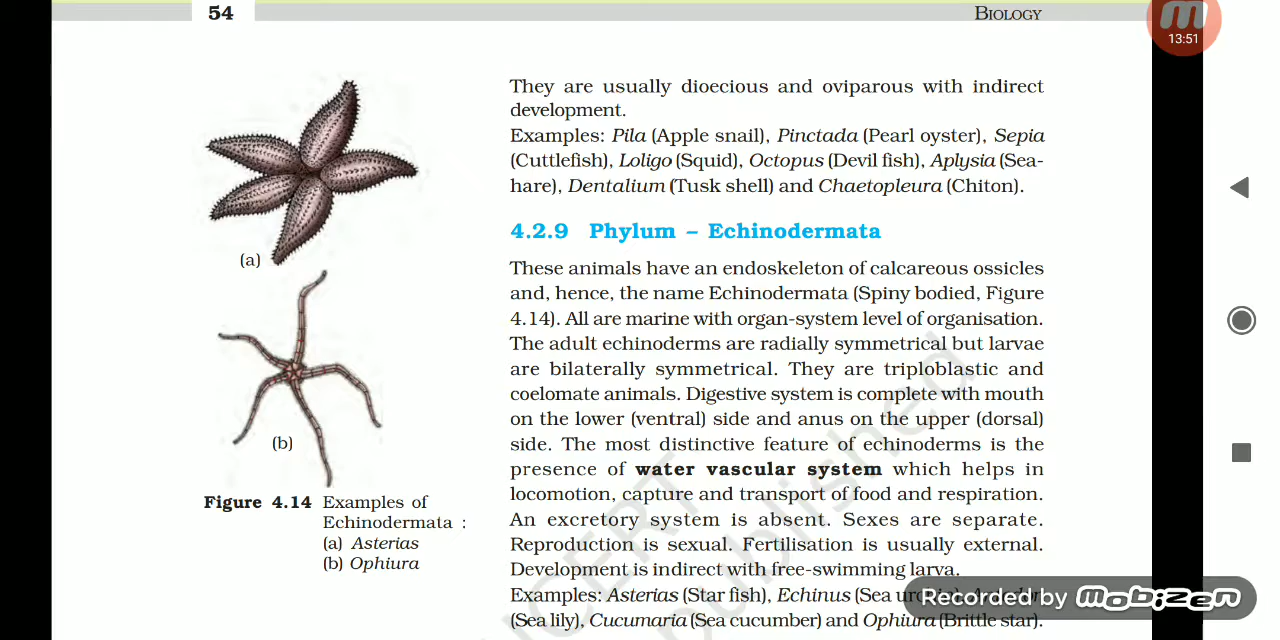 54
BIOLOGY
13:51
They are usually dioecious and oviparous with indirect
development.
Examples: Pila (Apple snail), Pinctada (Pearl oyster), Sepia
(Cuttlefish), Loligo (Squid), Octopus (Devil fish), Aplysia (Sea-
hare), Dentalium (Tusk shell) and Chaetopleura (Chiton).
4.2.9 Phylum – Echinodermata
These animals have an endoskeleton of calcareous ossicles
and, hence, the name Echinodermata (Spiny bodied, Figure
4.14). All are marine with organ-system level of organisation.
The adult echinoderms are radially symmetrical but larvae
are bilaterally symmetrical. They are triploblastic and
coelomate animals. Digestive system is complete with mouth
on the lower (ventral) side and anus on the upper (dorsal)
side. The most distinctive feature of echinoderms is the
presence of water vascular system which helps in
locomotion, capture and transport of food and respiration.
An excretory system is absent. Sexes are separate.
Reproduction is sexual. Fertilisation is usually external.
Development is indirect with free-swimming larva.
Examples: Asterias (Star fish), Echinus (Sea
(Sea lily), Cucumaria (Sea cucumber) and Ophiura (Brittle star).
(a)
(b)
Figure 4.14 Examples of
Echinodermata :
(a) Asterias
(b) Ophiura
NCERT
published
Recorded by mobizen